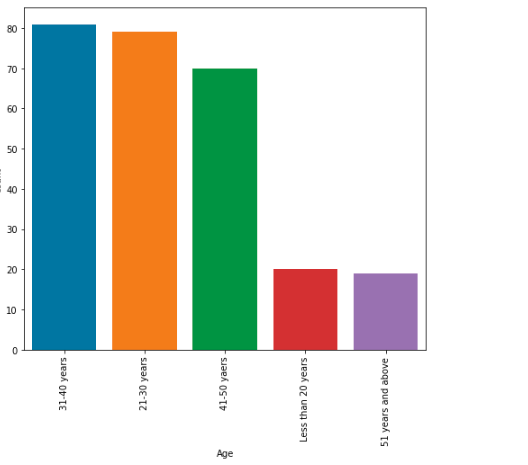 80
70
60
50
40
30
20
10
0
31-40 years
21-30 years
41-50 yaers
Less than 20 years
51 years and above
Age